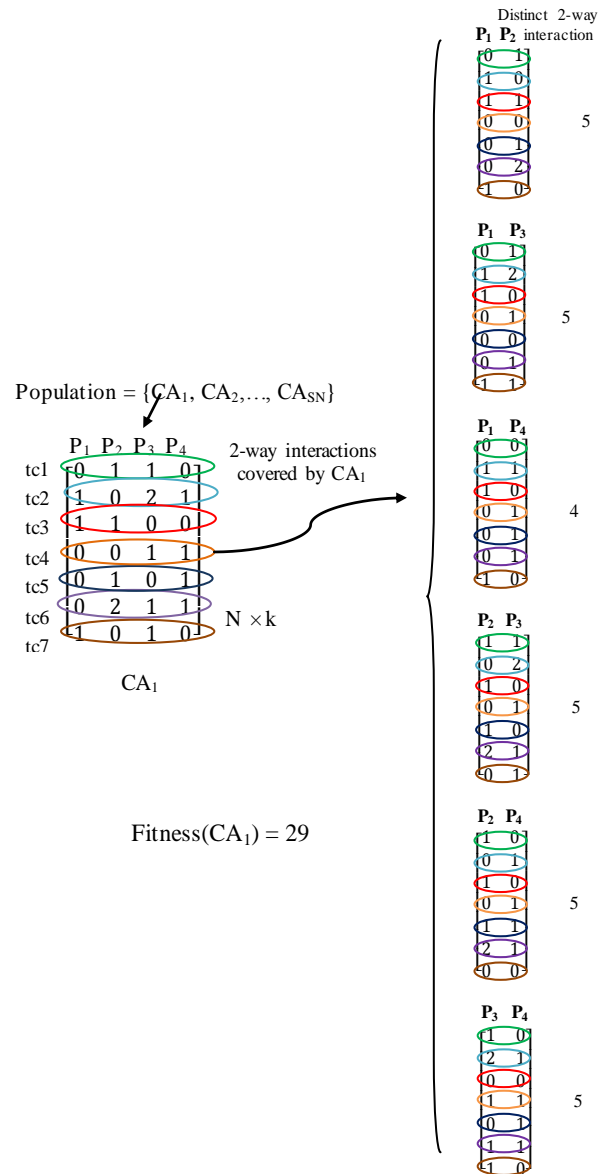 Population = {CA1, CA2,…, CASN}
P1 P2 P3 P4
tc1 0 1 1 0
tc2 1 0 2 1
tc3 1 1 0 0
tc4 0 0 1 1
tc5 0 1 0 1
tc6 0 2 1 1
tc7 1 0 1 0
N × k
CA1
2-way interactions
covered by CA1
Fitness(CA1) = 29
Distinct 2-way
interaction
P1 P2
0 1
1 0
1 1
0 0
0 1
0 2
1 0
5
P1 P3
0 1
1 2
1 0
0 1
0 0
0 1
1 1
5
P1 P4
0 0
1 1
1 0
0 1
0 1
0 1
1 0
4
P2 P3
1 1
0 2
1 0
0 1
1 0
2 1
0 1
5
P2 P4
1 0
0 1
1 0
0 1
1 1
2 1
0 0
5
P3 P4
1 0
2 1
0 0
1 1
0 1
1 1
1 0
5